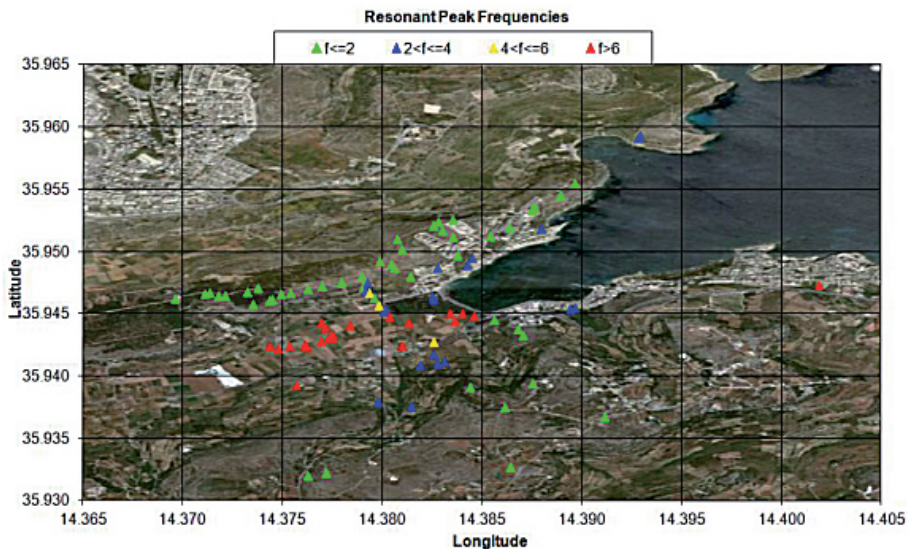 Resonant Peak Frequencies
f<=2 2<f<=4 4<f<=6 f>6
35.965
35.960
35.955
35.950
35.945
35.940
35.935
35.930
Latitude
14.365 14.370 14.375 14.380 14.385 14.390 14.395 14.400 14.405
Longitude